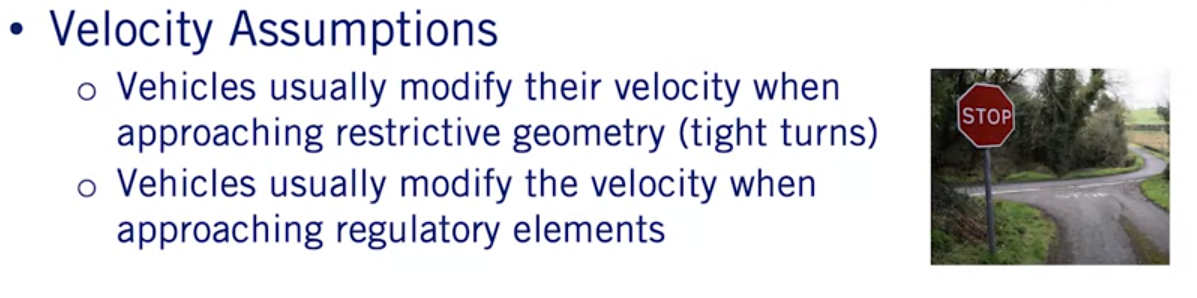 • Velocity Assumptions
o Vehicles usually modify their velocity when
approaching restrictive geometry (tight turns)
o Vehicles usually modify the velocity when
approaching regulatory elements
STOP